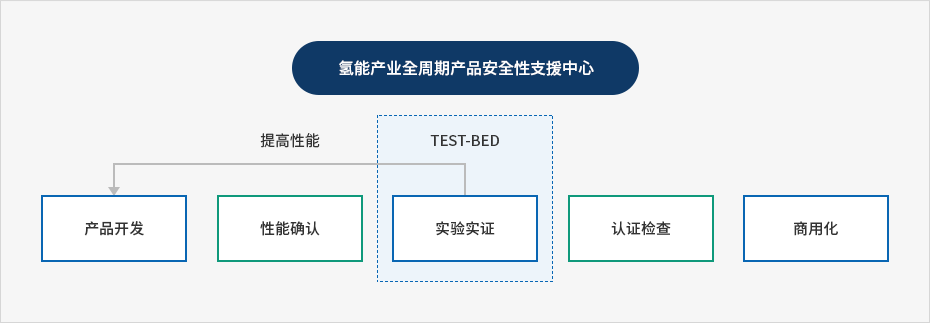 氢能产业全周期产品安全性支援中心
提高性能
TEST-BED
产品开发
性能确认
实验实证
认证检查
商用化